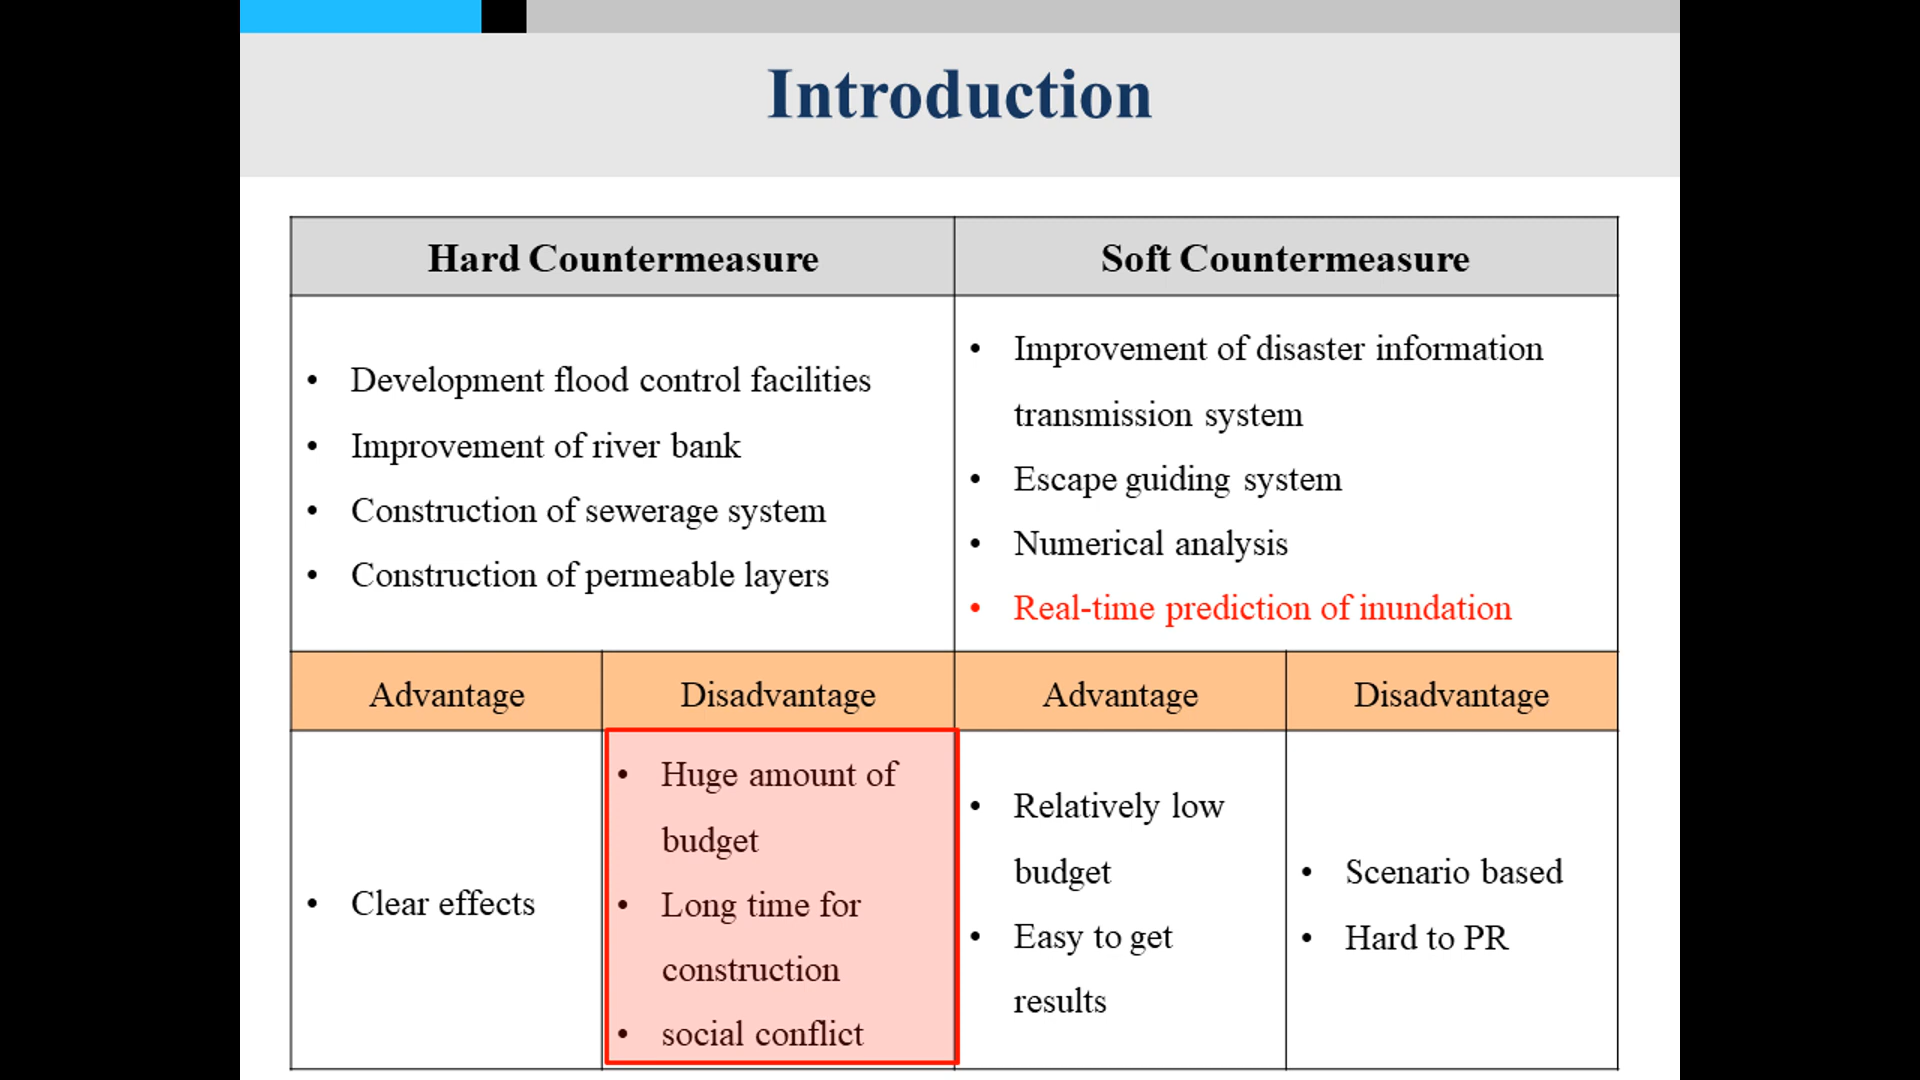 Introduction
Hard Countermeasure
Soft Countermeasure
• Development flood control facilities
• Improvement of river bank
• Construction of sewerage system
• Construction of permeable layers
• Improvement of disaster information
transmission system
• Escape guiding system
• Numerical analysis
• Real-time prediction of inundation
Advantage
Disadvantage
Advantage
Disadvantage
• Clear effects
• Huge amount of
budget
• Long time for
construction
• social conflict
• Relatively low
budget
• Easy to get
results
• Scenario based
• Hard to PR